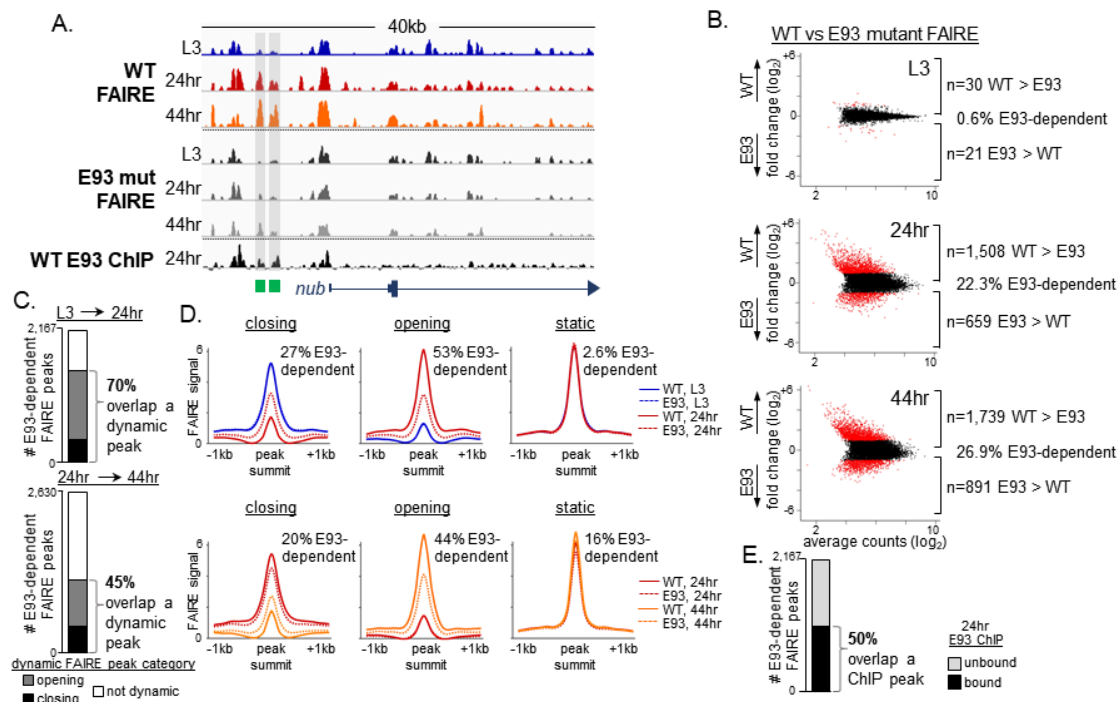 A.
40kb
WT
FAIRE
L3
24hr
44hr
E93 mut
FAIRE
L3
24hr
44hr
WT E93 ChIP
24hr
nub
B.
WT vs E93 mutant FAIRE
L3
+6
0
-6
WT
E93
fold change (log2)
2
10
n=30 WT > E93
0.6% E93-dependent
n=21 E93 > WT
24hr
+6
0
-6
WT
E93
fold change (log2)
2
10
n=1,508 WT > E93
22.3% E93-dependent
n=659 E93 > WT
44hr
+6
0
-6
WT
E93
fold change (log2)
2
10
average counts (log2)
n=1,739 WT > E93
26.9% E93-dependent
n=891 E93 > WT
C.
L3 → 24hr
2,167
0
# E93-dependent
FAIRE peaks
70%
overlap a
dynamic
peak
24hr → 44hr
2,630
0
# E93-dependent
FAIRE peaks
45%
overlap a
dynamic
peak
dynamic FAIRE peak category
opening
closing
not dynamic
D.
closing
opening
static
6
0
FAIRE signal
27% E93-
dependent
53% E93-
dependent
2.6% E93-
dependent
-1kb peak +1kb
summit
-1kb peak +1kb
summit
-1kb peak +1kb
summit
WT, L3
E93, L3
WT, 24hr
E93, 24hr
closing
opening
static
6
0
FAIRE signal
20% E93-
dependent
44% E93-
dependent
16% E93-
dependent
-1kb peak +1kb
summit
-1kb peak +1kb
summit
-1kb peak +1kb
summit
WT, 24hr
E93, 24hr
WT, 44hr
E93, 44hr
E.
2,167
0
# E93-dependent
FAIRE peaks
50%
overlap a
ChIP peak
24hr
E93 ChIP
unbound
bound